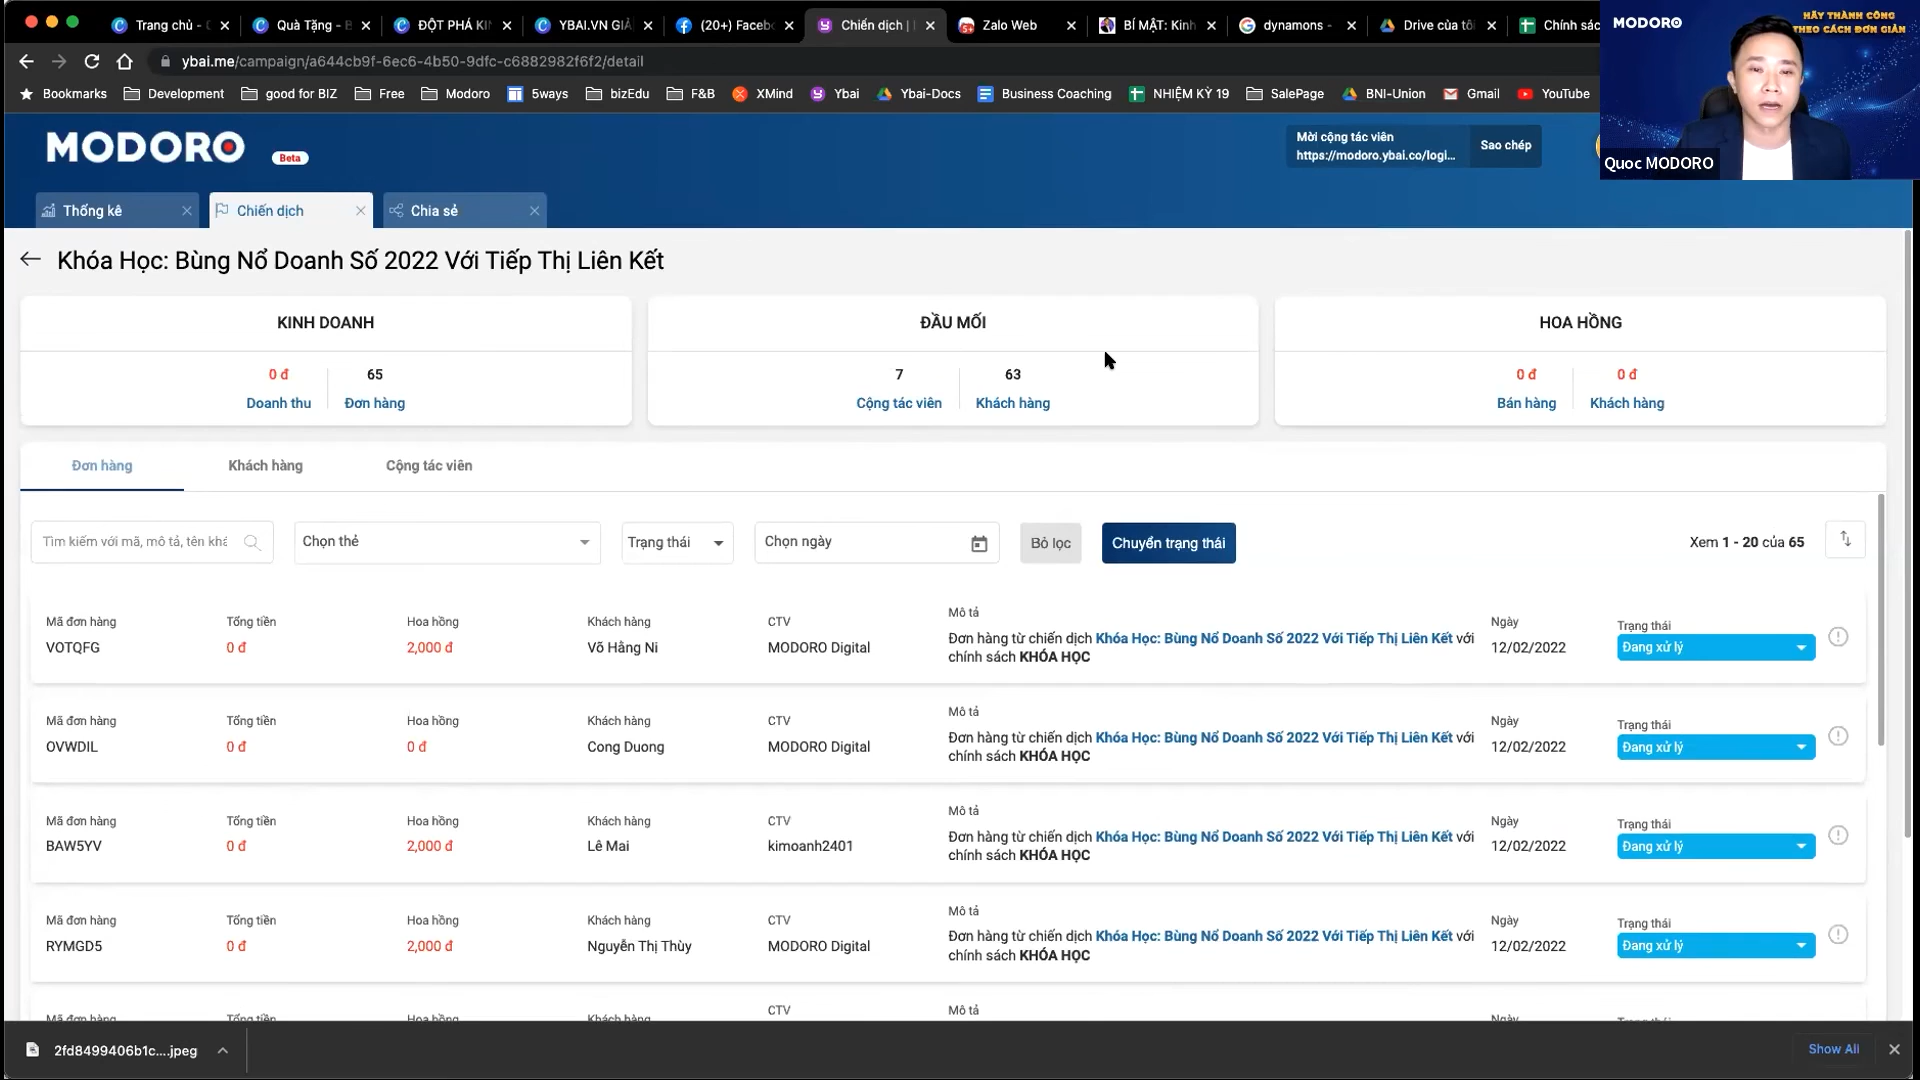 Trang chủ -
Quà Tặng -
ĐỘT PHÁ KI
YBAI.VN GIẢ
(20+) Faceb
Chiến dịch |
Zalo Web
BÍ MẬT: Kinh
dynamons -
Drive của tôi
Chính sác
ybai.me/campaign/a644cb9f-6ec6-4b50-9dfc-c6882982f6f2/detail
Bookmarks
Development
good for BIZ
Free
Modoro
5ways
bizEdu
F&B
XMind
Ybai
Ybai-Docs
Business Coaching
NHIỆM KỲ 19
SalePage
BNI-Union
Gmail
YouTube
MODORO
HÃY THÀNH CÔNG
THEO CÁCH ĐƠN GIẢN
Quoc MODORO
MODORO
Beta
Mời cộng tác viên
https://modoro.ybai.co/logi...
Sao chép
Thống kê
Chiến dịch
Chia sẻ
Khóa Học: Bùng Nổ Doanh Số 2022 Với Tiếp Thị Liên Kết
KINH DOANH
0 đ
65
Doanh thu
Đơn hàng
ĐẦU MỐI
7
63
Cộng tác viên
Khách hàng
HOA HỒNG
0 đ
0 đ
Bán hàng
Khách hàng
Đơn hàng
Khách hàng
Cộng tác viên
Tìm kiếm với mã, mô tả, tên khá
Chọn thẻ
Trạng thái
Chọn ngày
Bỏ lọc
Chuyển trạng thái
Xem 1 - 20 của 65
Mã đơn hàng
VOTQFG
Tổng tiền
0 đ
Hoa hồng
2,000 đ
Khách hàng
Võ Hằng Ni
CTV
MODORO Digital
Mô tả
Đơn hàng từ chiến dịch Khóa Học: Bùng Nổ Doanh Số 2022 Với Tiếp Thị Liên Kết với
chính sách KHÓA HỌC
Ngày
12/02/2022
Trạng thái
Đang xử lý
Mã đơn hàng
OVWDIL
Tổng tiền
0 đ
Hoa hồng
0 đ
Khách hàng
Cong Duong
CTV
MODORO Digital
Mô tả
Đơn hàng từ chiến dịch Khóa Học: Bùng Nổ Doanh Số 2022 Với Tiếp Thị Liên Kết với
chính sách KHÓA HỌC
Ngày
12/02/2022
Trạng thái
Đang xử lý
Mã đơn hàng
BAW5YV
Tổng tiền
0 đ
Hoa hồng
2,000 đ
Khách hàng
Lê Mai
CTV
kimoanh2401
Mô tả
Đơn hàng từ chiến dịch Khóa Học: Bùng Nổ Doanh Số 2022 Với Tiếp Thị Liên Kết với
chính sách KHÓA HỌC
Ngày
12/02/2022
Trạng thái
Đang xử lý
Mã đơn hàng
RYMGD5
Tổng tiền
0 đ
Hoa hồng
2,000 đ
Khách hàng
Nguyễn Thị Thùy
CTV
MODORO Digital
Mô tả
Đơn hàng từ chiến dịch Khóa Học: Bùng Nổ Doanh Số 2022 Với Tiếp Thị Liên Kết với
chính sách KHÓA HỌC
Ngày
12/02/2022
Trạng thái
Đang xử lý
Mã đơn hàng
Tổng tiền
Hoa hồng
Khách hàng
CTV
Mô tả
Ngày
2fd8499406b1c....jpeg
Show All